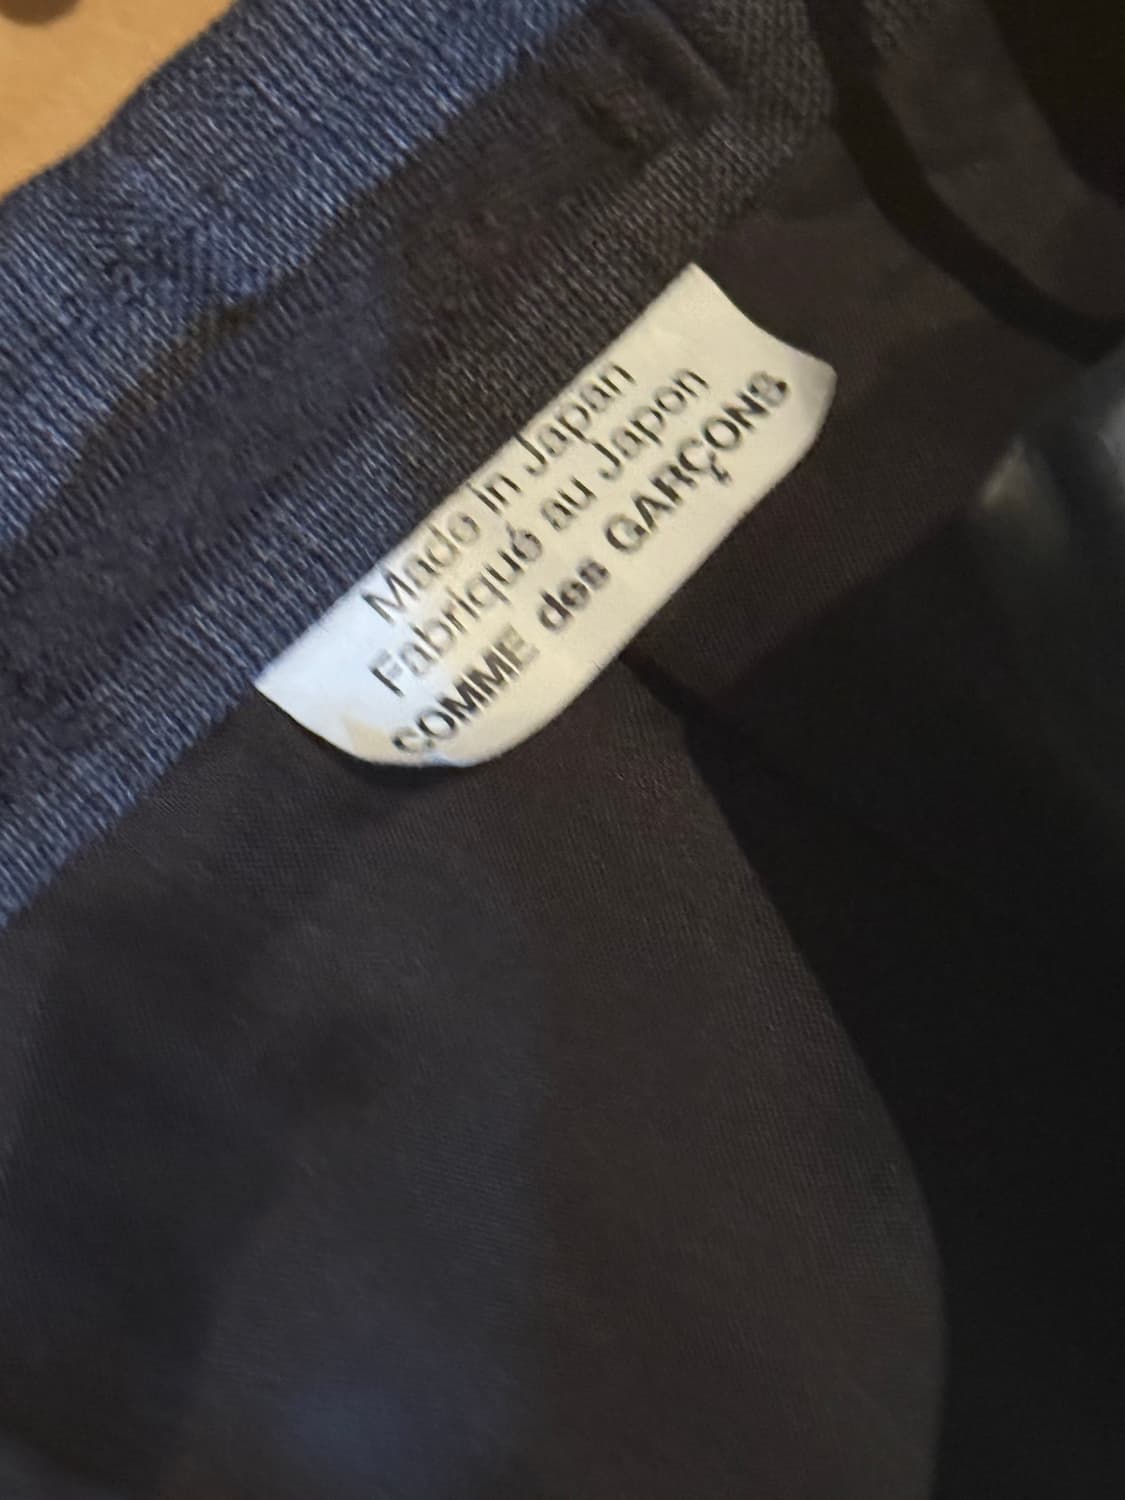 Made in Japan
Fabriqué au Japon
COMME des GARÇONS